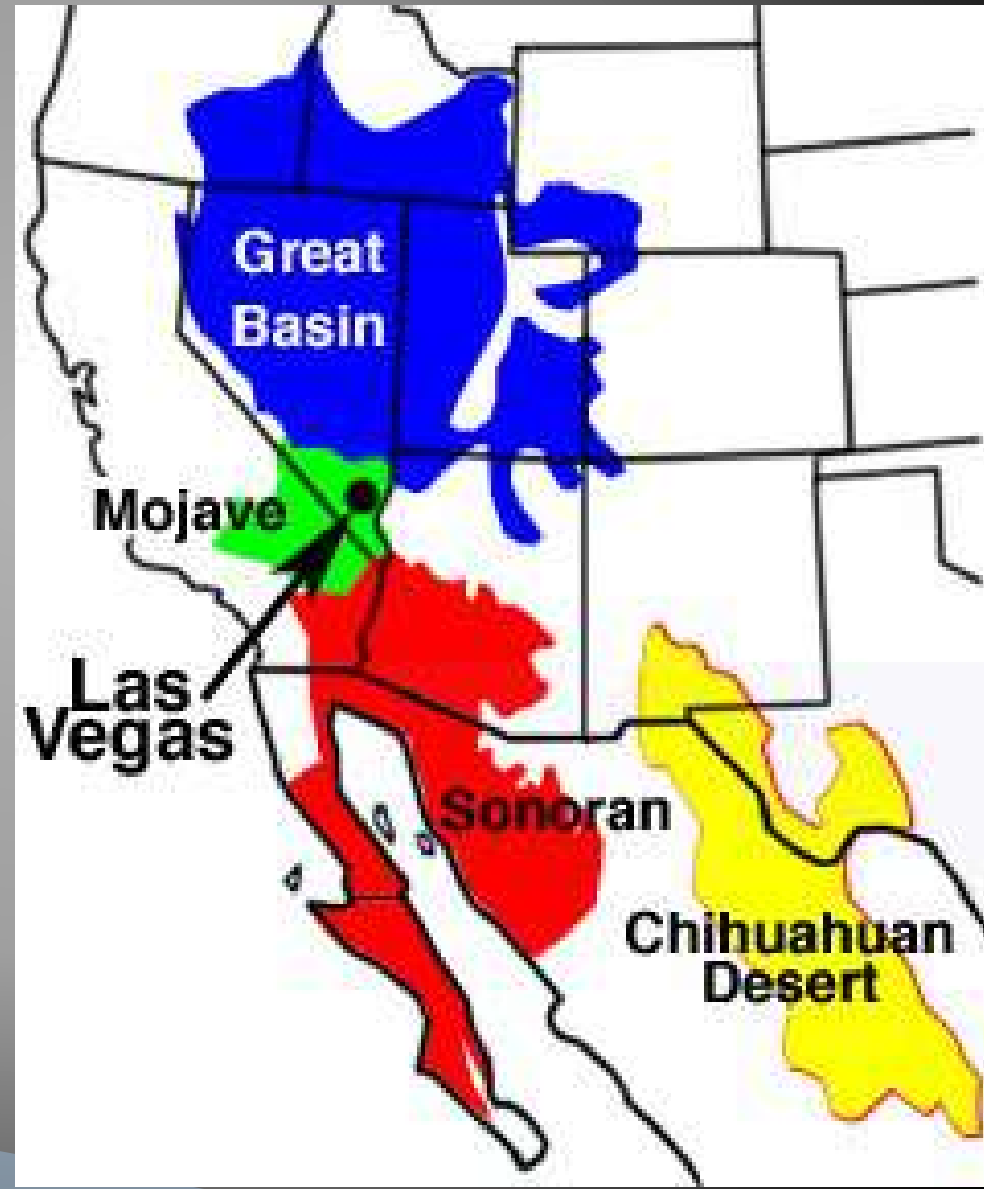 Great
Basin
Mojave
Las
Vegas
Sonoran
Chihuahuan
Desert